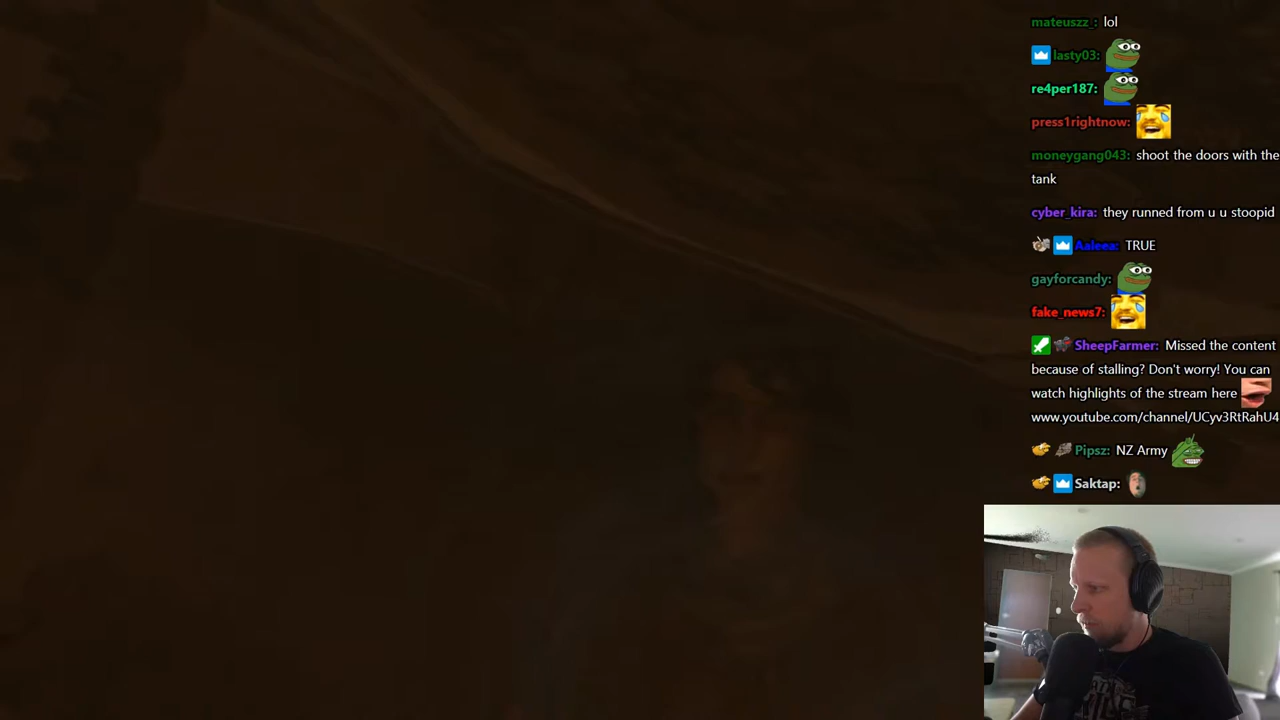 mateuszz_: lol
lasty03:
re4per187:
press1rightnow:
moneygang043: shoot the doors with the
tank
cyber_kira: they runned from u u stoopid
Aaleea: TRUE
gayforcandy:
fake_news7:
SheepFarmer: Missed the content
because of stalling? Don't worry! You can
watch highlights of the stream here
www.youtube.com/channel/UCyv3RtRahU4
Pipsz: NZ Army
Saktap: